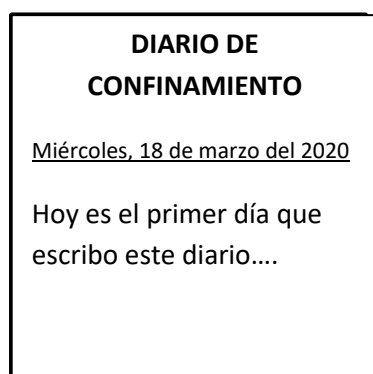 DIARIO DE
CONFINAMIENTO
Miércoles, 18 de marzo del 2020
Hoy es el primer día que
escribo este diario....